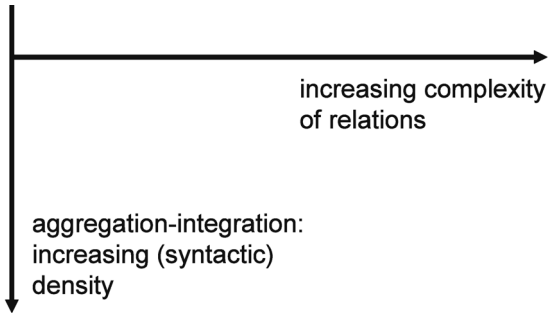 increasing complexity
of relations
aggregation-integration:
increasing (syntactic)
density